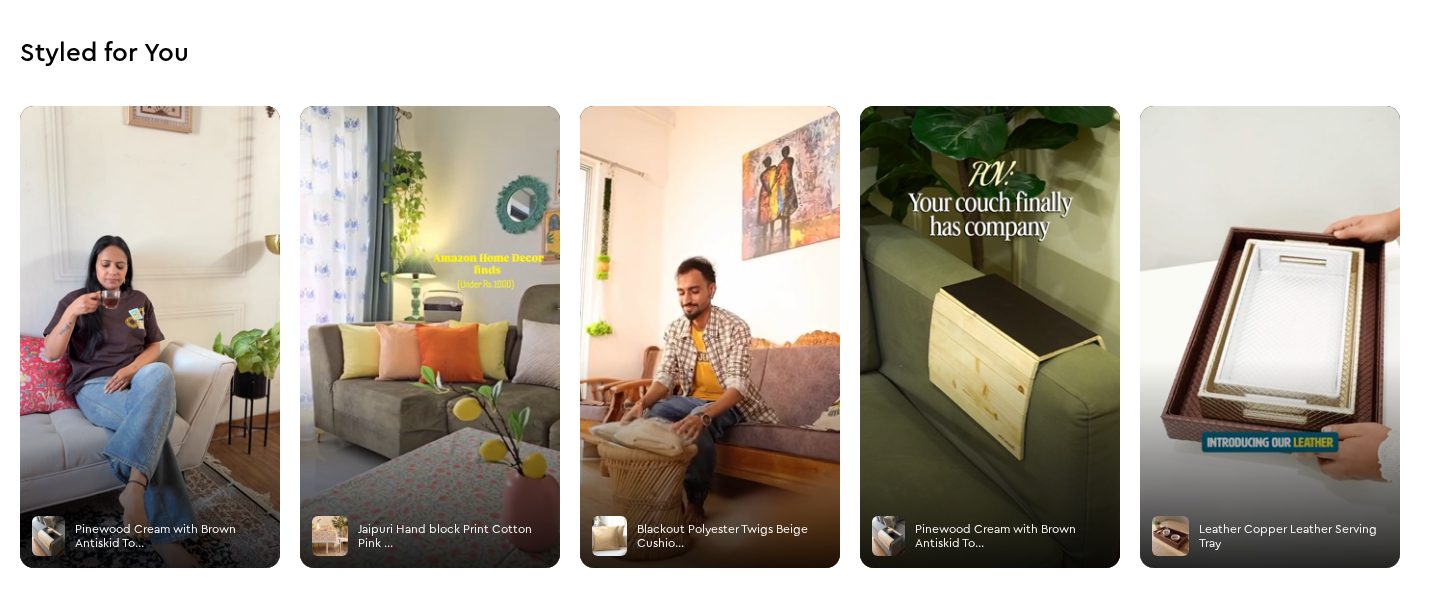 Styled for You
Amazon Home Decor
finds
(Under Rs.1000)
POV:
Your couch finally
has company
INTRODUCING OUR LEATHER
Pinewood Cream with Brown
Antiskid To...
Jaipuri Hand block Print Cotton
Pink ...
Blackout Polyester Twigs Beige
Cushio...
Pinewood Cream with Brown
Antiskid To...
Leather Copper Leather Serving
Tray